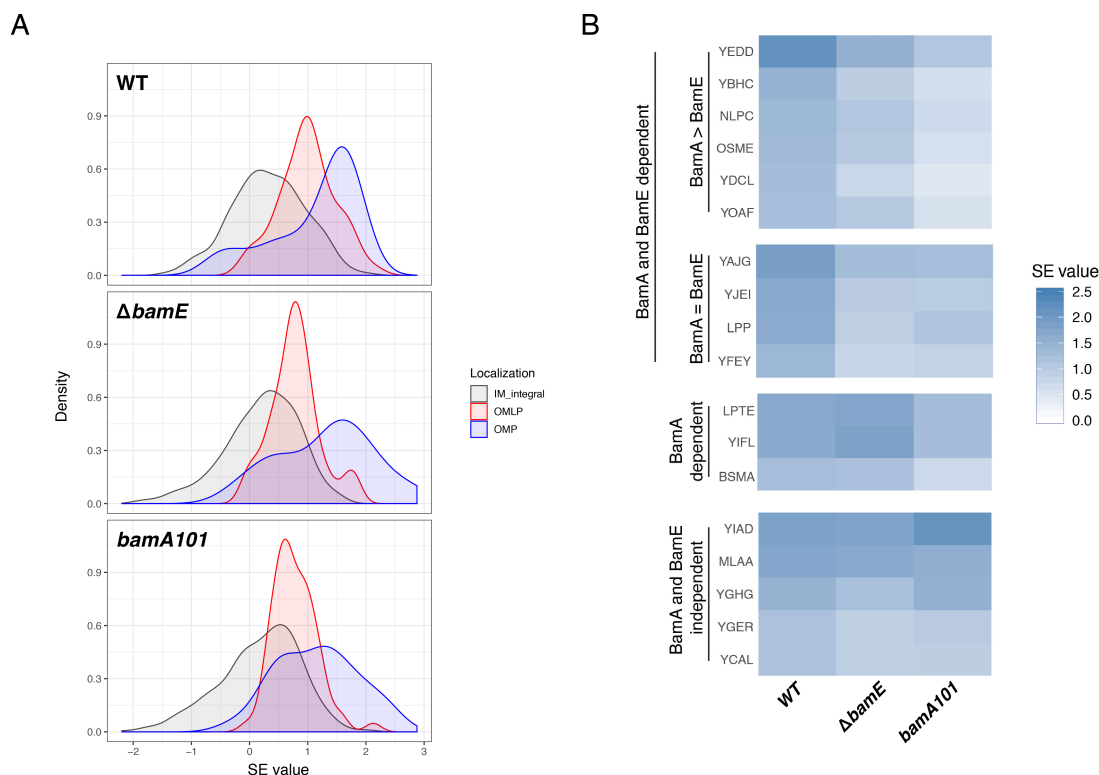 A
WT
0.9
0.6
0.3
0.0
ΔbamE
0.9
0.6
0.3
0.0
bamA101
0.9
0.6
0.3
0.0
−2
−1
0
1
2
3
SE value
Density
Localization
IM_integral
OMLP
OMP
B
BamA and BamE dependent
BamA > BamE
YEDD
YBHC
NLPC
OSME
YDCL
YOAF
BamA = BamE
YAJG
YJEI
LPP
YFEY
BamA
dependent
LPTE
YIFL
BSMA
BamA and BamE
independent
YIAD
MLAA
YGHG
YGER
YCAL
WT
ΔbamE
bamA101
SE value
2.5
2.0
1.5
1.0
0.5
0.0